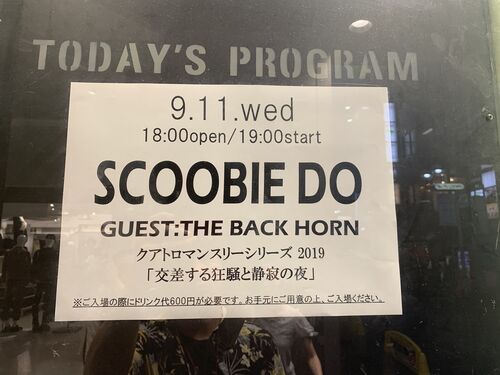 TODAY'S PROGRAM
9.11.wed
18:00open/19:00start
SCOOBIE DO
GUEST:THE BACK HORN
クアトロマンスリーシリーズ 2019
「交差する狂騒と静寂の夜」
※ご入場の際にドリンク代600円が必要です。お手元にご用意の上、ご入場ください。